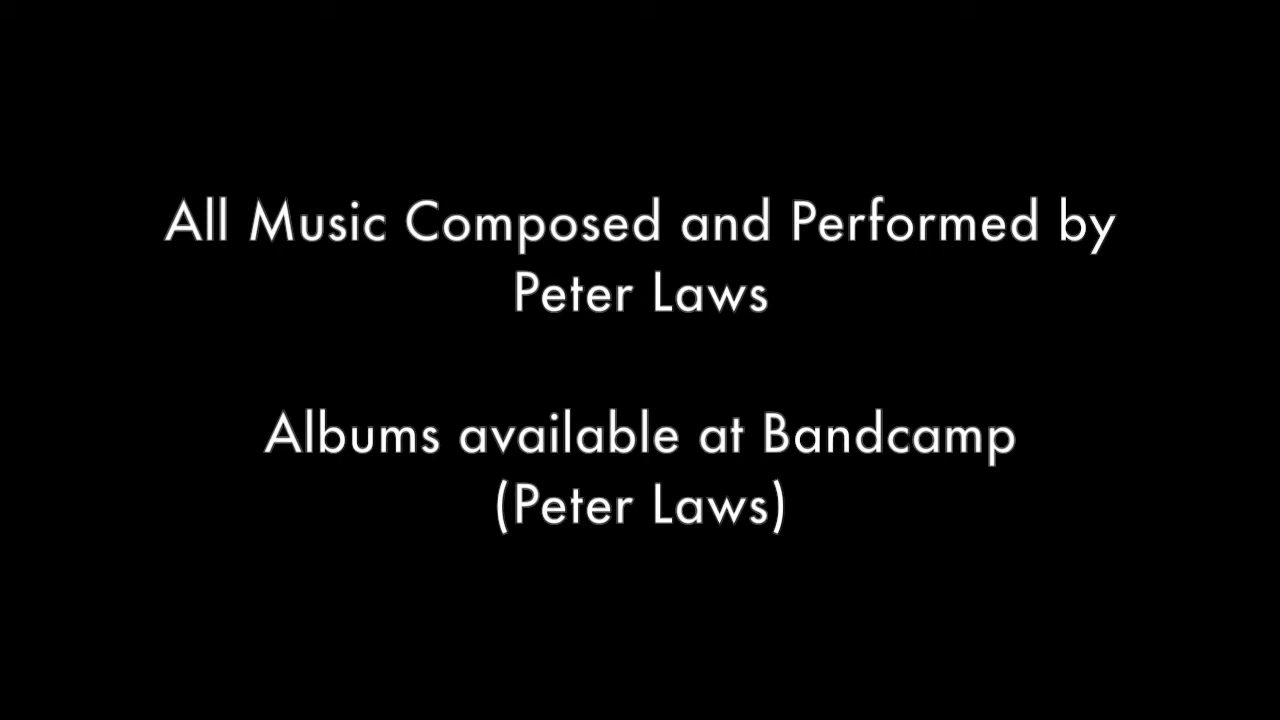 All Music Composed and Performed by
Peter Laws
Albums available at Bandcamp
(Peter Laws)